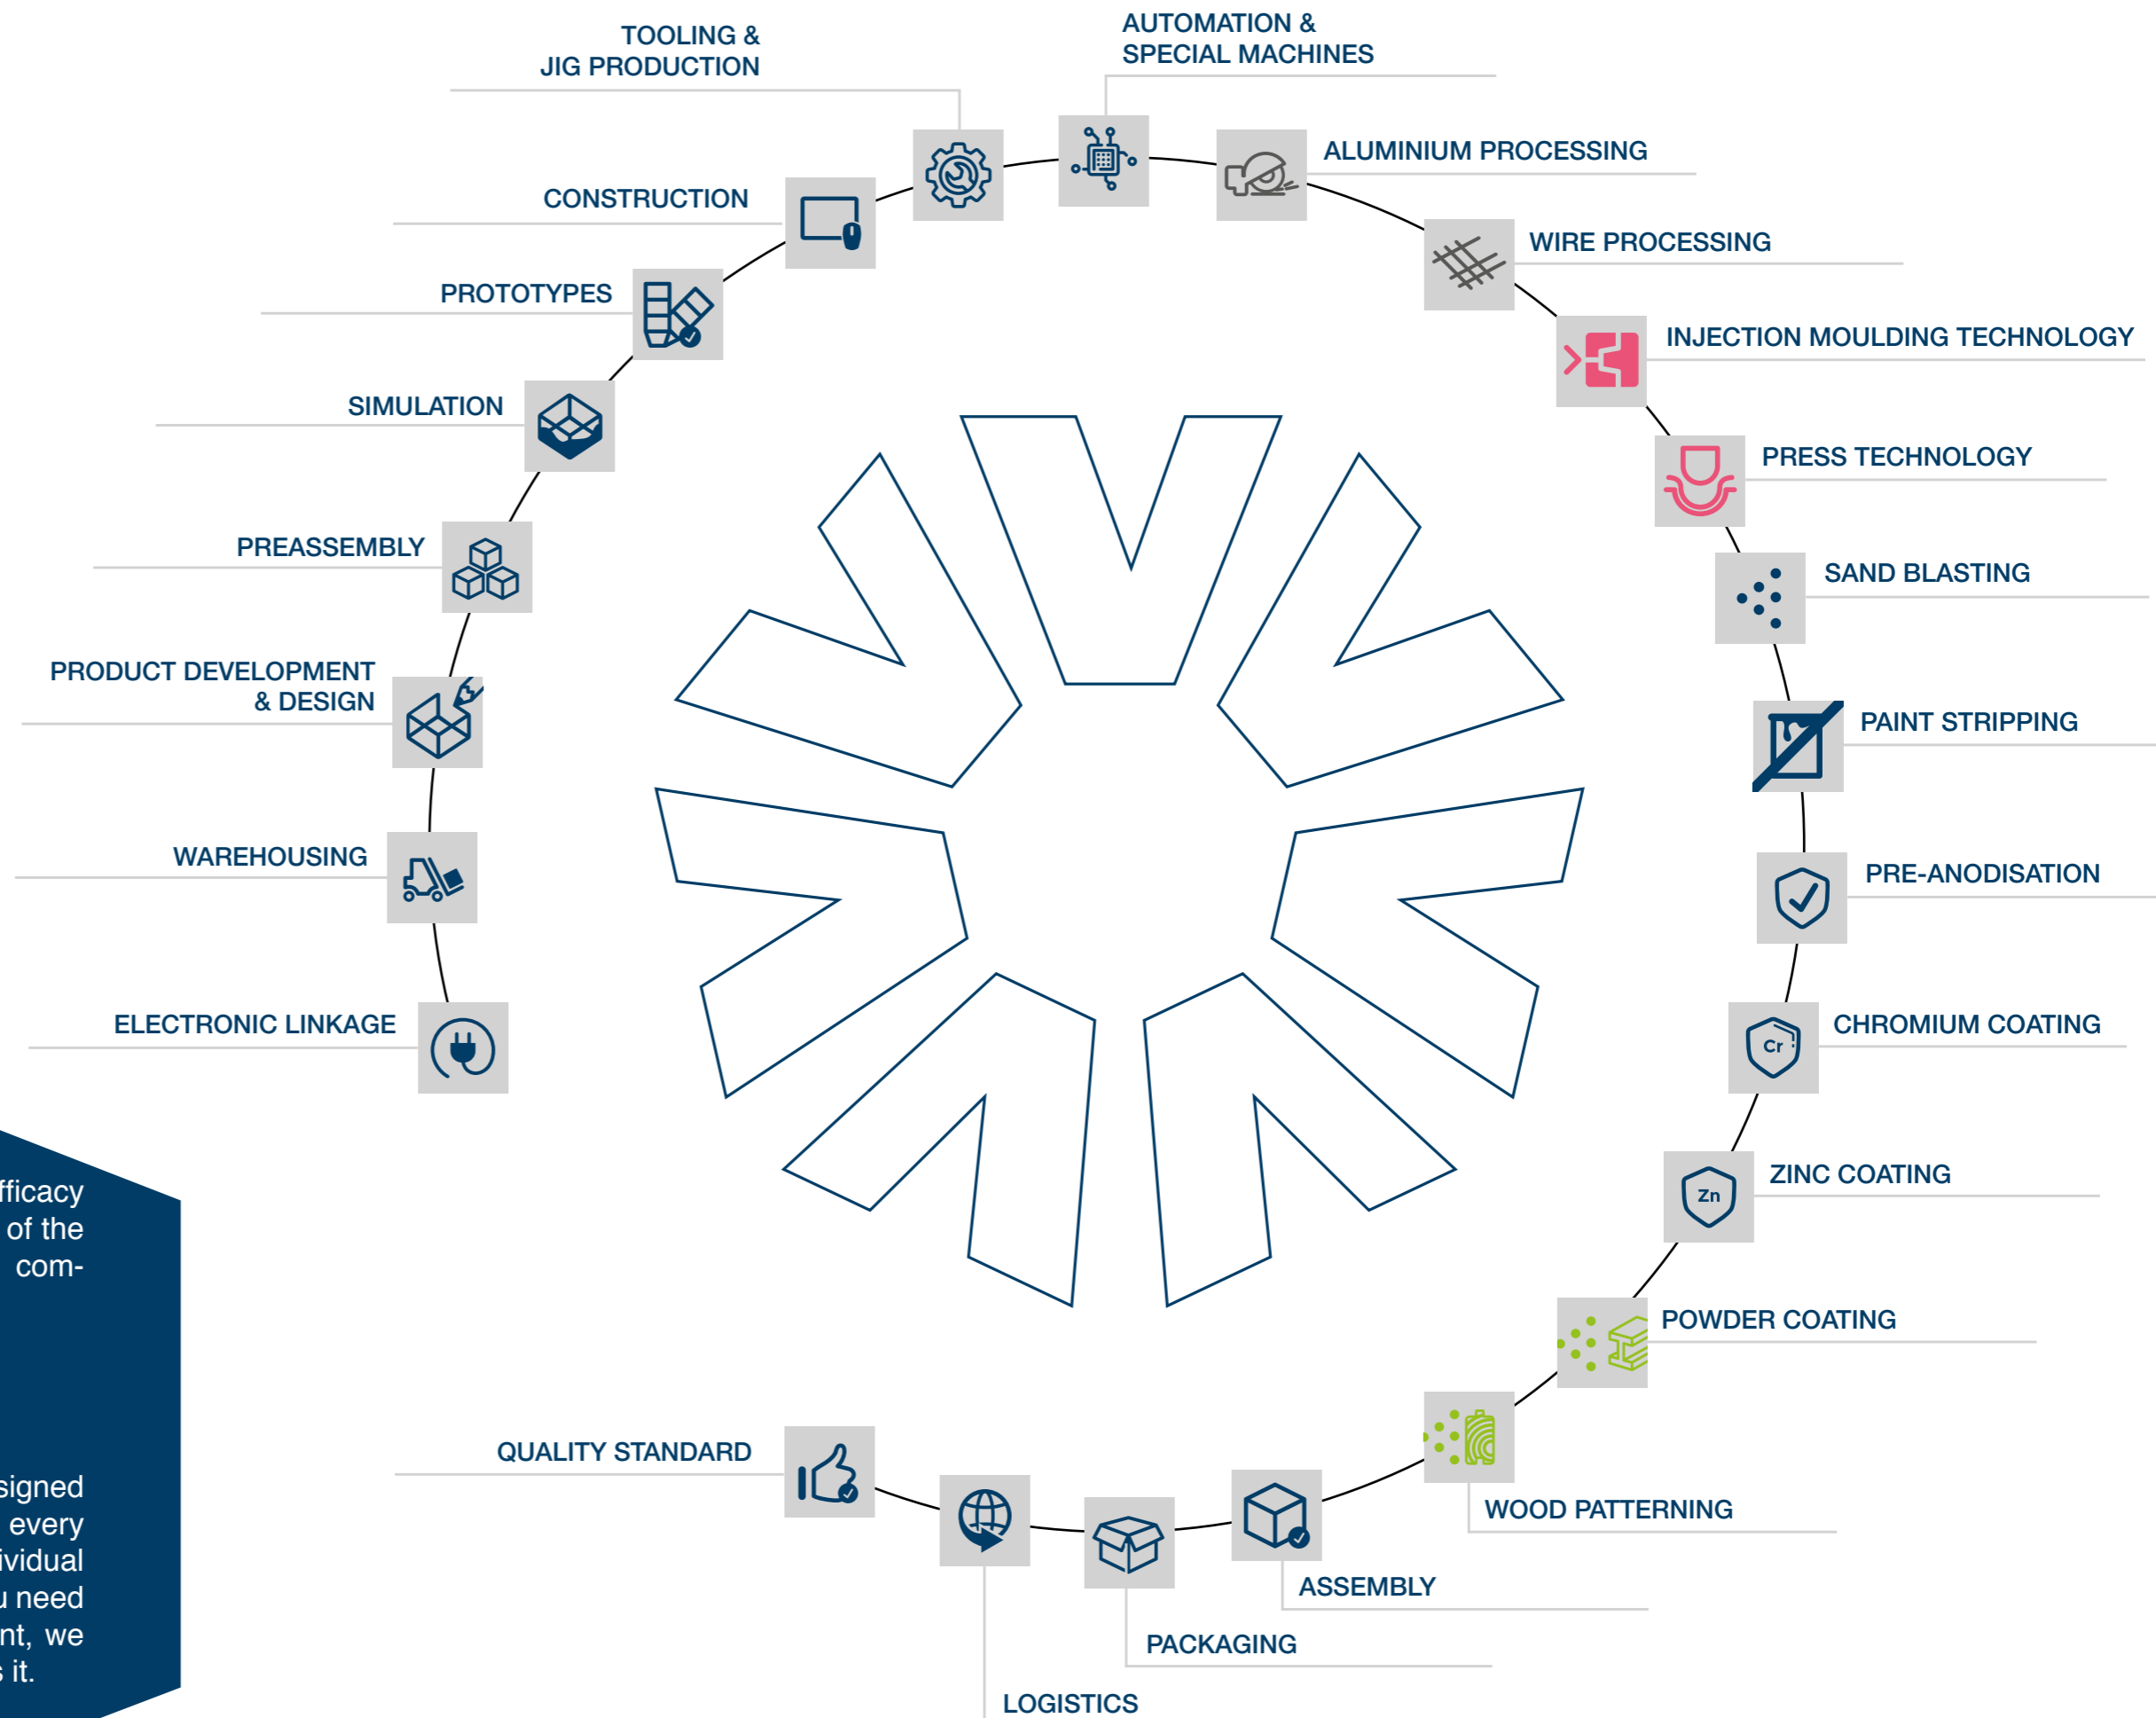 TOOLING &
JIG PRODUCTION
AUTOMATION &
SPECIAL MACHINES
ALUMINIUM PROCESSING
CONSTRUCTION
WIRE PROCESSING
PROTOTYPES
INJECTION MOULDING TECHNOLOGY
SIMULATION
PRESS TECHNOLOGY
PREASSEMBLY
SAND BLASTING
PRODUCT DEVELOPMENT
& DESIGN
PAINT STRIPPING
WAREHOUSING
PRE-ANODISATION
ELECTRONIC LINKAGE
CHROMIUM COATING
Cr
ZINC COATING
Zn
POWDER COATING
QUALITY STANDARD
WOOD PATTERNING
ASSEMBLY
PACKAGING
LOGISTICS
of the
com-
every
need
we
it.